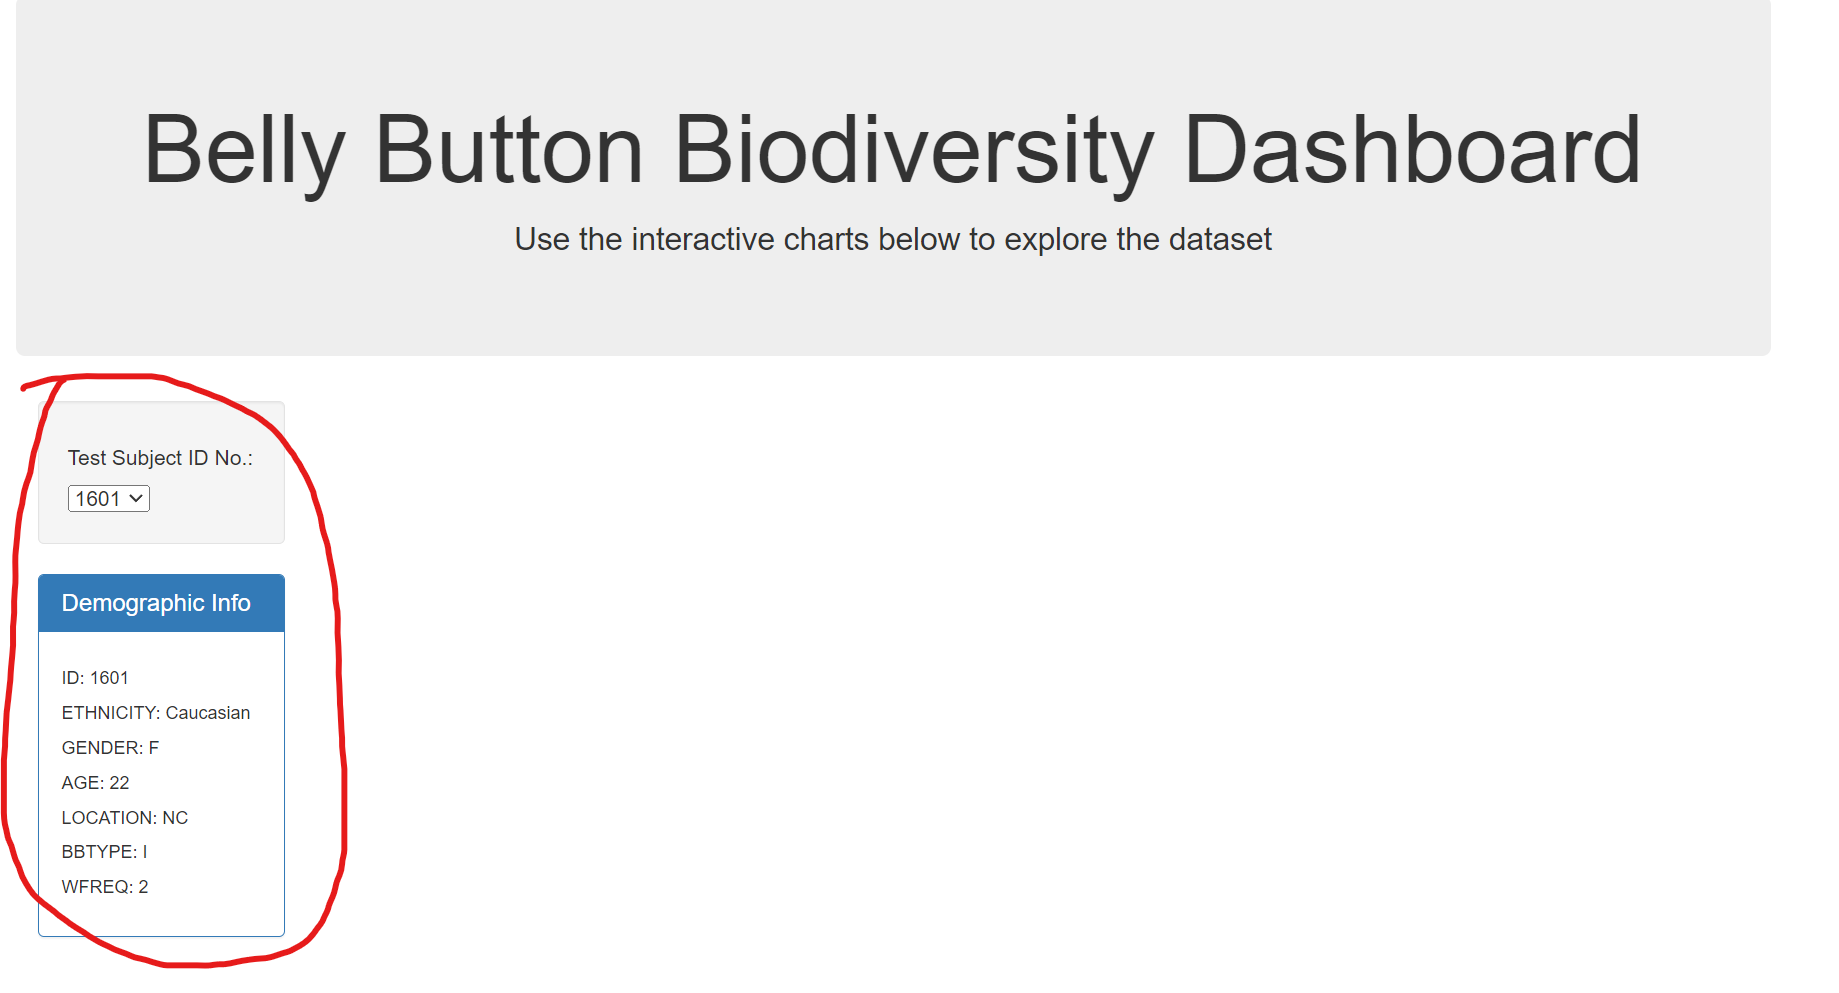 Belly Button Biodiversity Dashboard
Use the interactive charts below to explore the dataset
Test Subject ID No.:
1601
Demographic Info
ID: 1601
ETHNICITY: Caucasian
GENDER: F
AGE: 22
LOCATION: NC
BBTYPE: I
WFREQ: 2